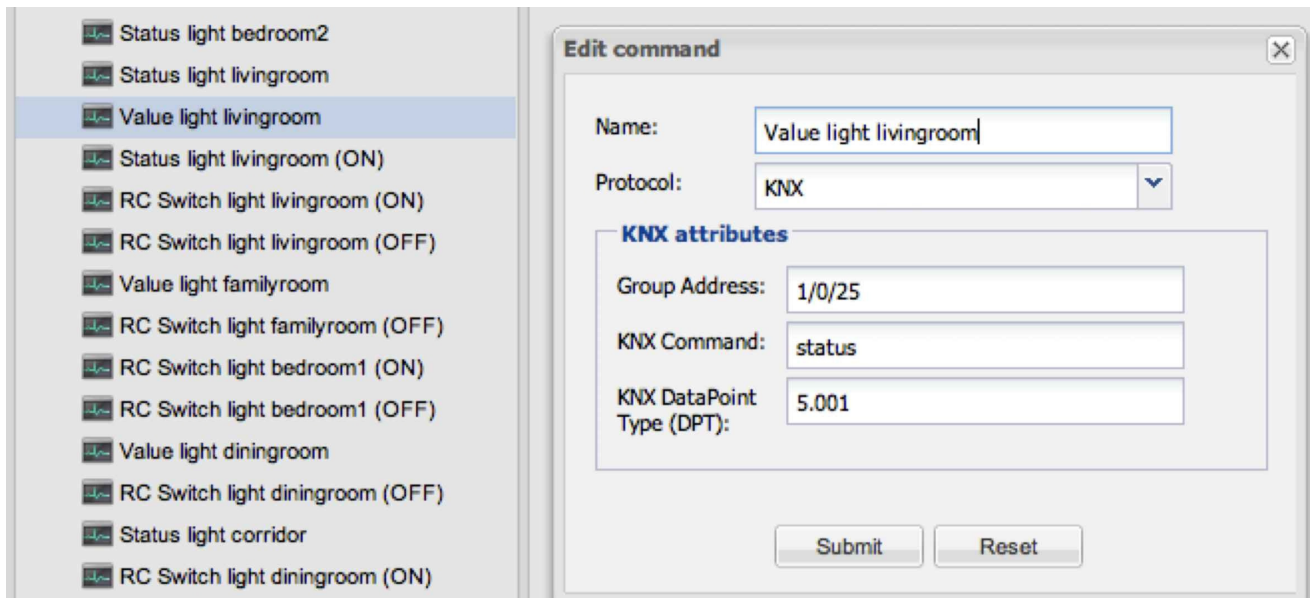 Status light bedroom2
Status light livingroom
Value light livingroom
Status light livingroom (ON)
RC Switch light livingroom (ON)
RC Switch light livingroom (OFF)
Value light familyroom
RC Switch light familyroom (OFF)
RC Switch light bedroom1 (ON)
RC Switch light bedroom1 (OFF)
Value light diningroom
RC Switch light diningroom (OFF)
Status light corridor
RC Switch light diningroom (ON)
Edit command
Name: Value light livingroom
Protocol: KNX
KNX attributes
Group Address: 1/0/25
KNX Command: status
KNX DataPoint
Type (DPT): 5.001
Submit Reset